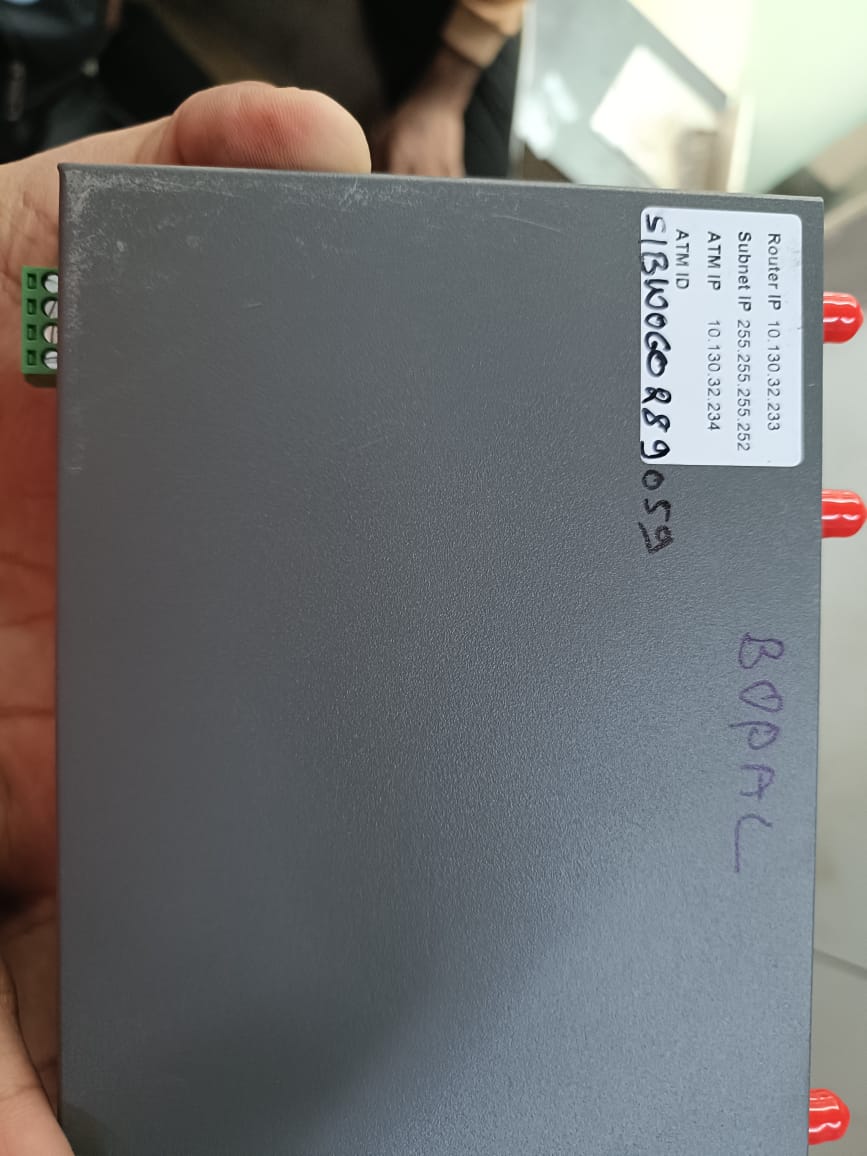 Router IP 10.130.32.233
Subnet IP 255.255.255.252
ATM IP 10.130.32.234
ATM ID
SIBW0G0289059
BOPAL